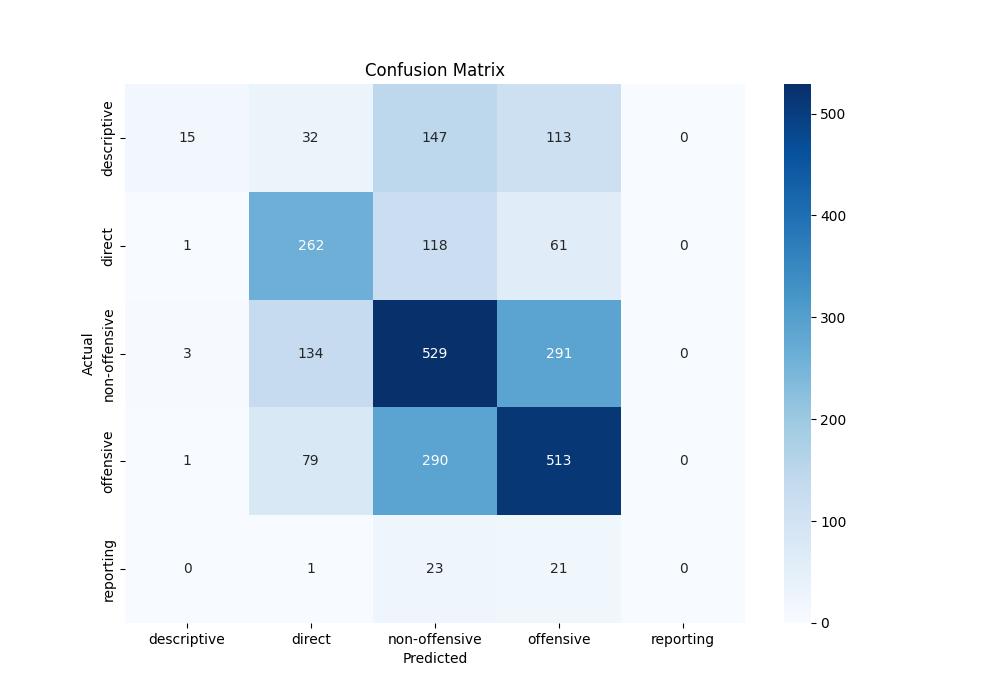 Confusion Matrix
Actual
descriptive 15 32 147 113 0
direct 1 262 118 61 0
non-offensive 3 134 529 291 0
offensive 1 79 290 513 0
reporting 0 1 23 21 0
descriptive direct non-offensive offensive reporting
Predicted
500
400
300
200
100
0